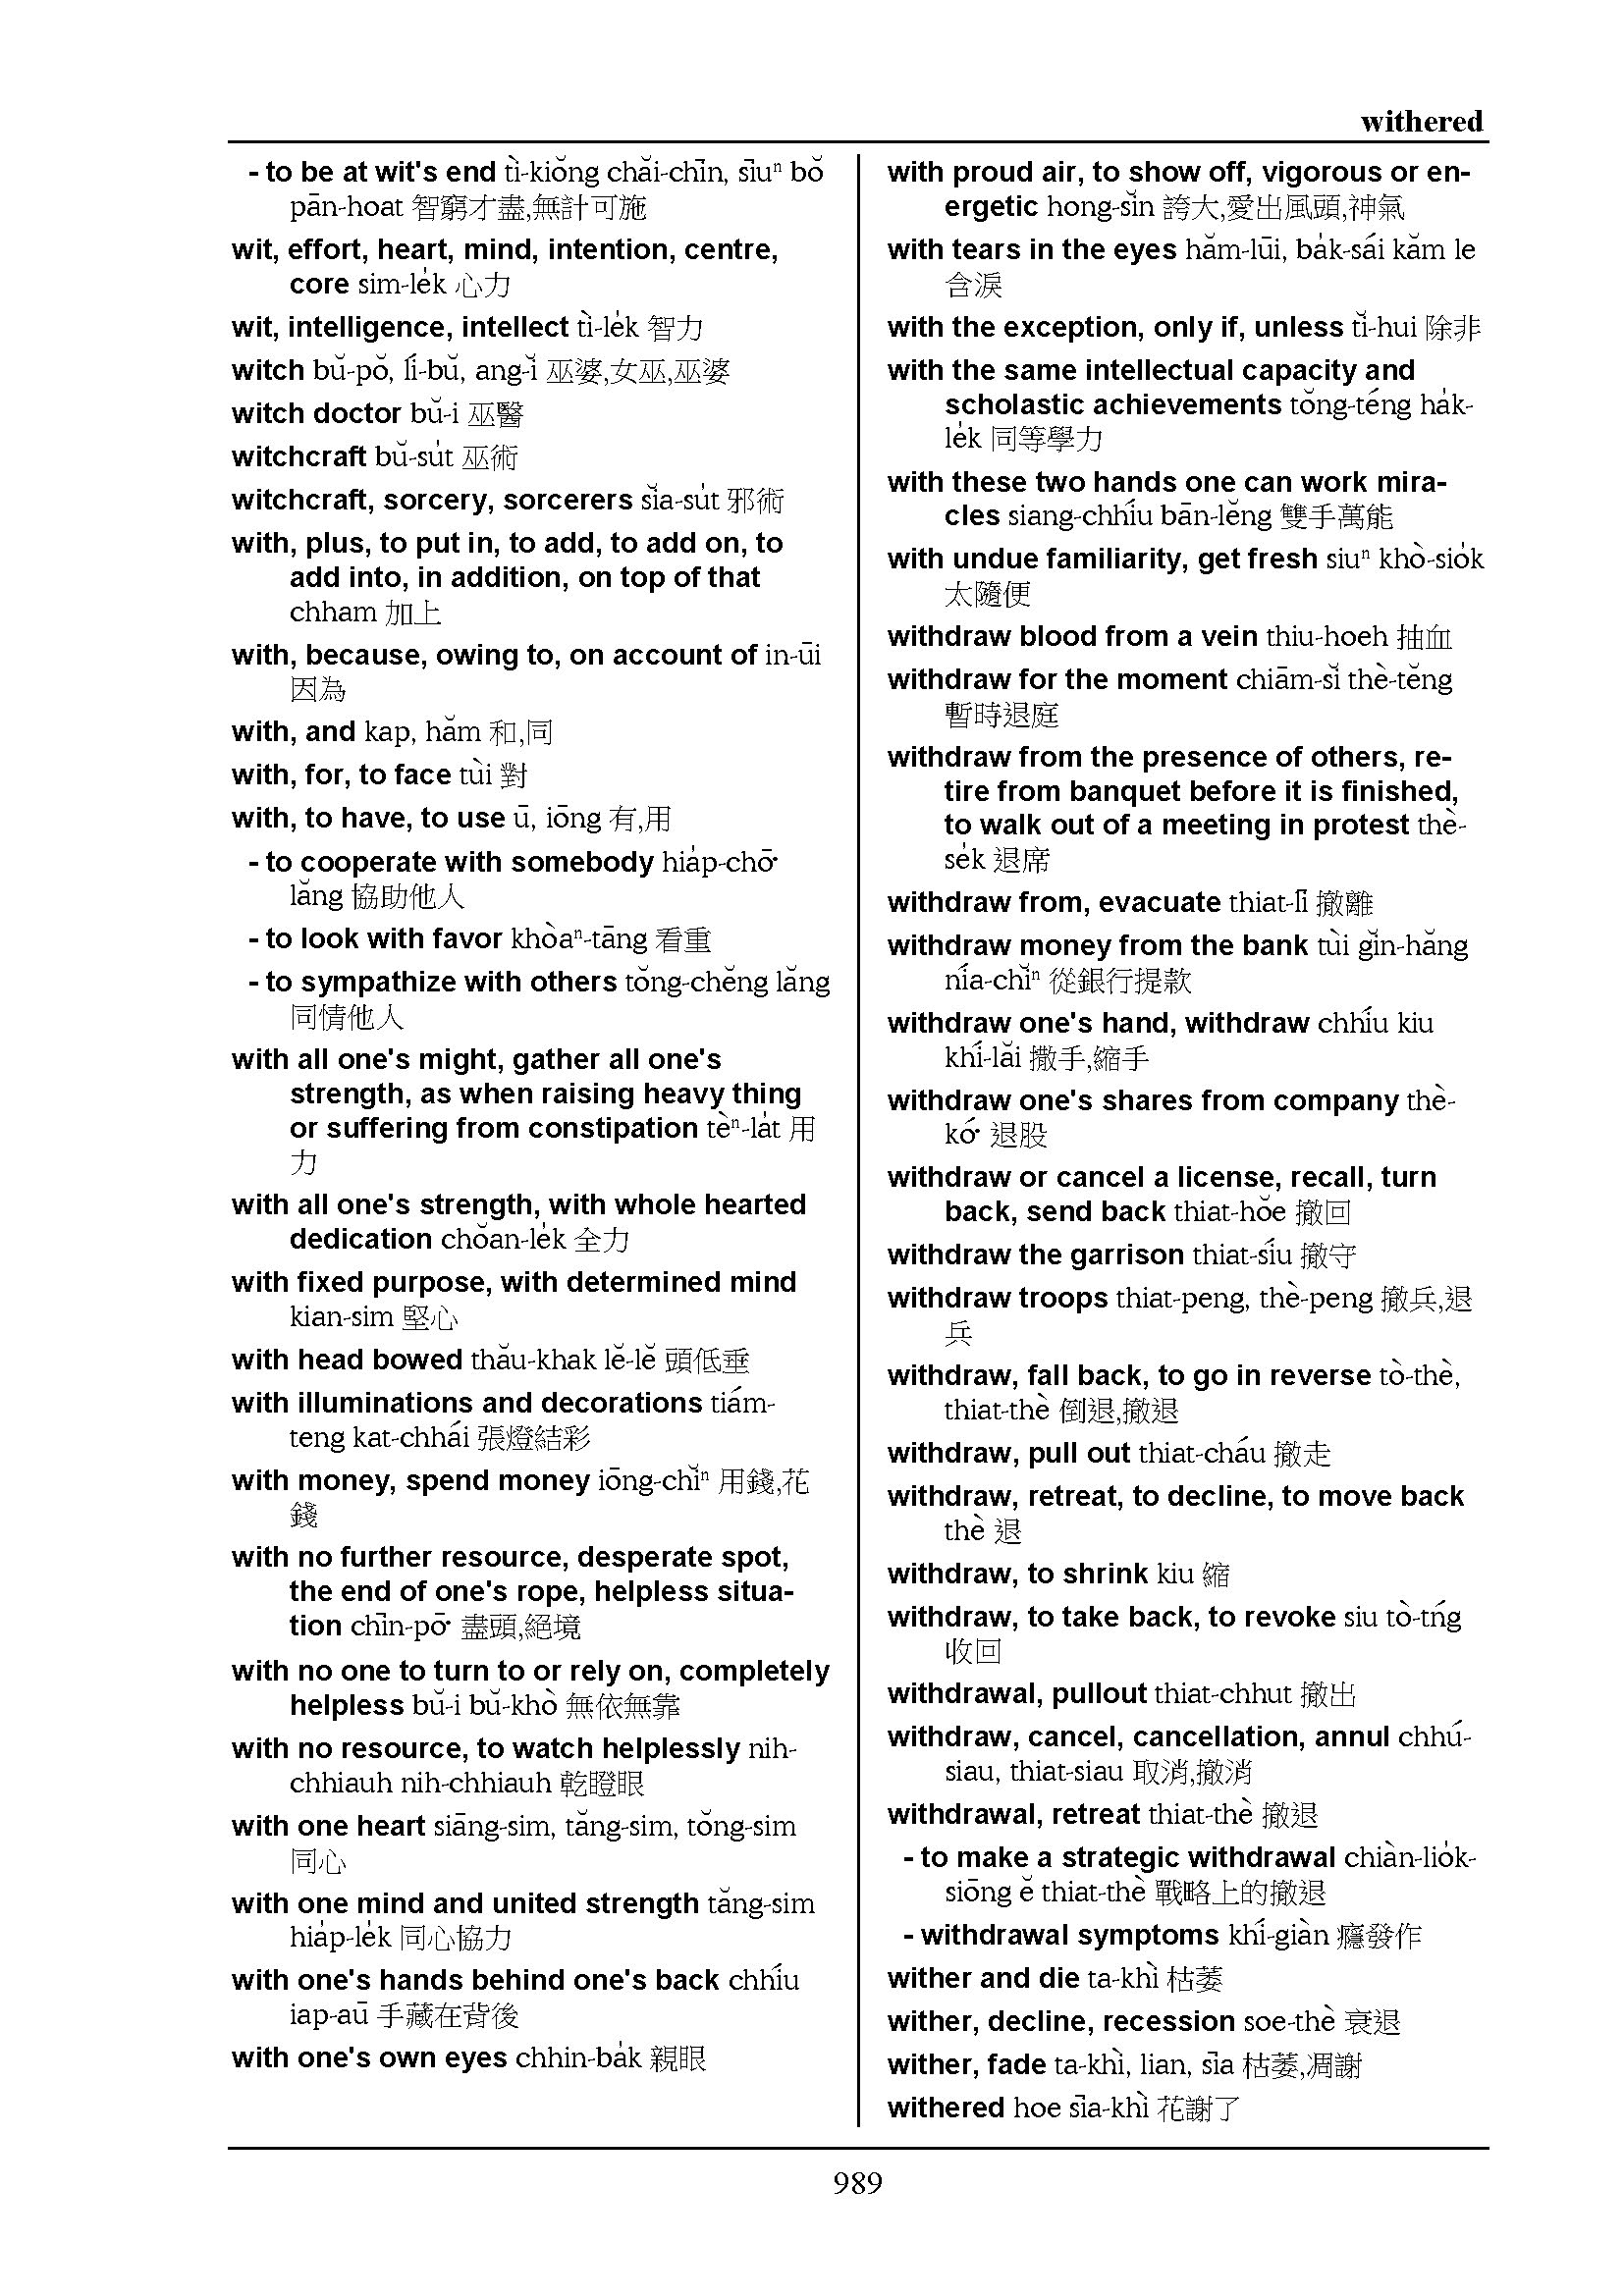 withered
- to be at wit's end tì-kiŏng chăi-chīn, sīuⁿ bŏ
pān-hoat 智窮才盡,無計可施
wit, effort, heart, mind, intention, centre,
core sim-le̍k 心力
wit, intelligence, intellect tì-le̍k 智力
witch bŭ-pŏ, lí-bŭ, ang-ĭ 巫婆,女巫,巫婆
witch doctor bŭ-i 巫醫
witchcraft bŭ-su̍t 巫術
witchcraft, sorcery, sorcerers sĭa-su̍t 邪術
with, plus, to put in, to add, to add on, to
add into, in addition, on top of that
chham 加上
with, because, owing to, on account of in-ūi
因為
with, and kap, hăm 和,同
with, for, to face tùi 對
with, to have, to use ū, iōng 有,用
- to cooperate with somebody hia̍p-chō͘
lăng 協助他人
- to look with favor khòaⁿ-tāng 看重
- to sympathize with others tŏng-chĕng lăng
同情他人
with all one's might, gather all one's
strength, as when raising heavy thing
or suffering from constipation tèⁿ-la̍t 用
力
with all one's strength, with whole hearted
dedication chŏan-le̍k 全力
with fixed purpose, with determined mind
kian-sim 堅心
with head bowed thău-khak lĕ-lĕ 頭低垂
with illuminations and decorations tiám-
teng kat-chhái 張燈結彩
with money, spend money iōng-chĭⁿ 用錢,花
錢
with no further resource, desperate spot,
the end of one's rope, helpless situa-
tion chīn-pō͘ 盡頭,絕境
with no one to turn to or rely on, completely
helpless bŭ-i bŭ-khò 無依無靠
with no resource, to watch helplessly nih-
chhiauh nih-chhiauh 乾瞪眼
with one heart siāng-sim, tăng-sim, tŏng-sim
同心
with one mind and united strength tăng-sim
hia̍p-le̍k 同心協力
with one's hands behind one's back chhíu
iap-aū 手藏在背後
with one's own eyes chhin-ba̍k 親眼
with proud air, to show off, vigorous or en-
ergetic hong-sĭn 誇大,愛出風頭,神氣
with tears in the eyes hăm-lūi, ba̍k-sái kăm le
含淚
with the exception, only if, unless tĭ-hui 除非
with the same intellectual capacity and
scholastic achievements tŏng-téng ha̍k-
le̍k 同等學力
with these two hands one can work mira-
cles siang-chhíu bān-lĕng 雙手萬能
with undue familiarity, get fresh siuⁿ khò-sio̍k
太隨便
withdraw blood from a vein thiu-hoeh 抽血
withdraw for the moment chiām-sĭ thè-tĕng
暫時退庭
withdraw from the presence of others, re-
tire from banquet before it is finished,
to walk out of a meeting in protest thè-
se̍k 退席
withdraw from, evacuate thiat-lī 撤離
withdraw money from the bank tùi gĭn-hăng
nía-chĭⁿ 從銀行提款
withdraw one's hand, withdraw chhíu kiu
khí-lăi 撒手,縮手
withdraw one's shares from company thè-
kó͘ 退股
withdraw or cancel a license, recall, turn
back, send back thiat-hŏe 撤回
withdraw the garrison thiat-síu 撤守
withdraw troops thiat-peng, thè-peng 撤兵,退
兵
withdraw, fall back, to go in reverse tò-thè,
thiat-thè 倒退,撤退
withdraw, pull out thiat-cháu 撤走
withdraw, retreat, to decline, to move back
thè 退
withdraw, to shrink kiu 縮
withdraw, to take back, to revoke siu tò-tńg
收回
withdrawal, pullout thiat-chhut 撤出
withdraw, cancel, cancellation, annul chhú-
siau, thiat-siau 取消,撤消
withdrawal, retreat thiat-thè 撤退
- to make a strategic withdrawal chiàn-lio̍k-
siōng ĕ thiat-thè 戰略上的撤退
- withdrawal symptoms khí-giàn 癮發作
wither and die ta-khì 枯萎
wither, decline, recession soe-thè 衰退
wither, fade ta-khì, lian, sīa 枯萎,凋謝
withered hoe sīa-khì 花謝了
989